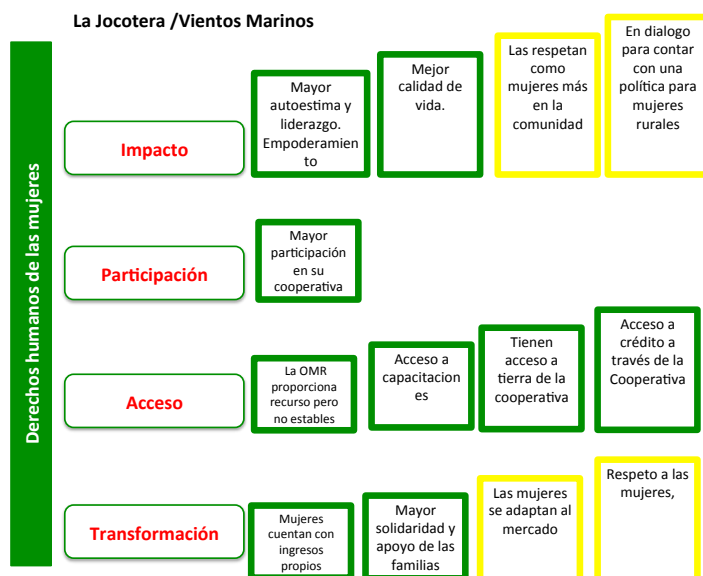 La Jocotera /Vientos Marinos
Derechos humanos de las mujeres
Impacto
Mayor
autoestima y
liderazgo.
Empoderamien
to
Mejor
calidad de
vida.
Las respetan
como
mujeres más
en la
comunidad
En dialogo
para contar
con una
política para
mujeres
rurales
Participación
Mayor
participación
en su
cooperativa
Acceso
La OMR
proporciona
recurso pero
no estables
Acceso a
capacitacion
es
Tienen
acceso a
tierra de la
cooperativa
Acceso a
crédito a
través de la
Cooperativa
Transformación
Mujeres
cuentan con
ingresos
propios
Mayor
solidaridad y
apoyo de las
familias
Las mujeres
se adaptan al
mercado
Respeto a las
mujeres,